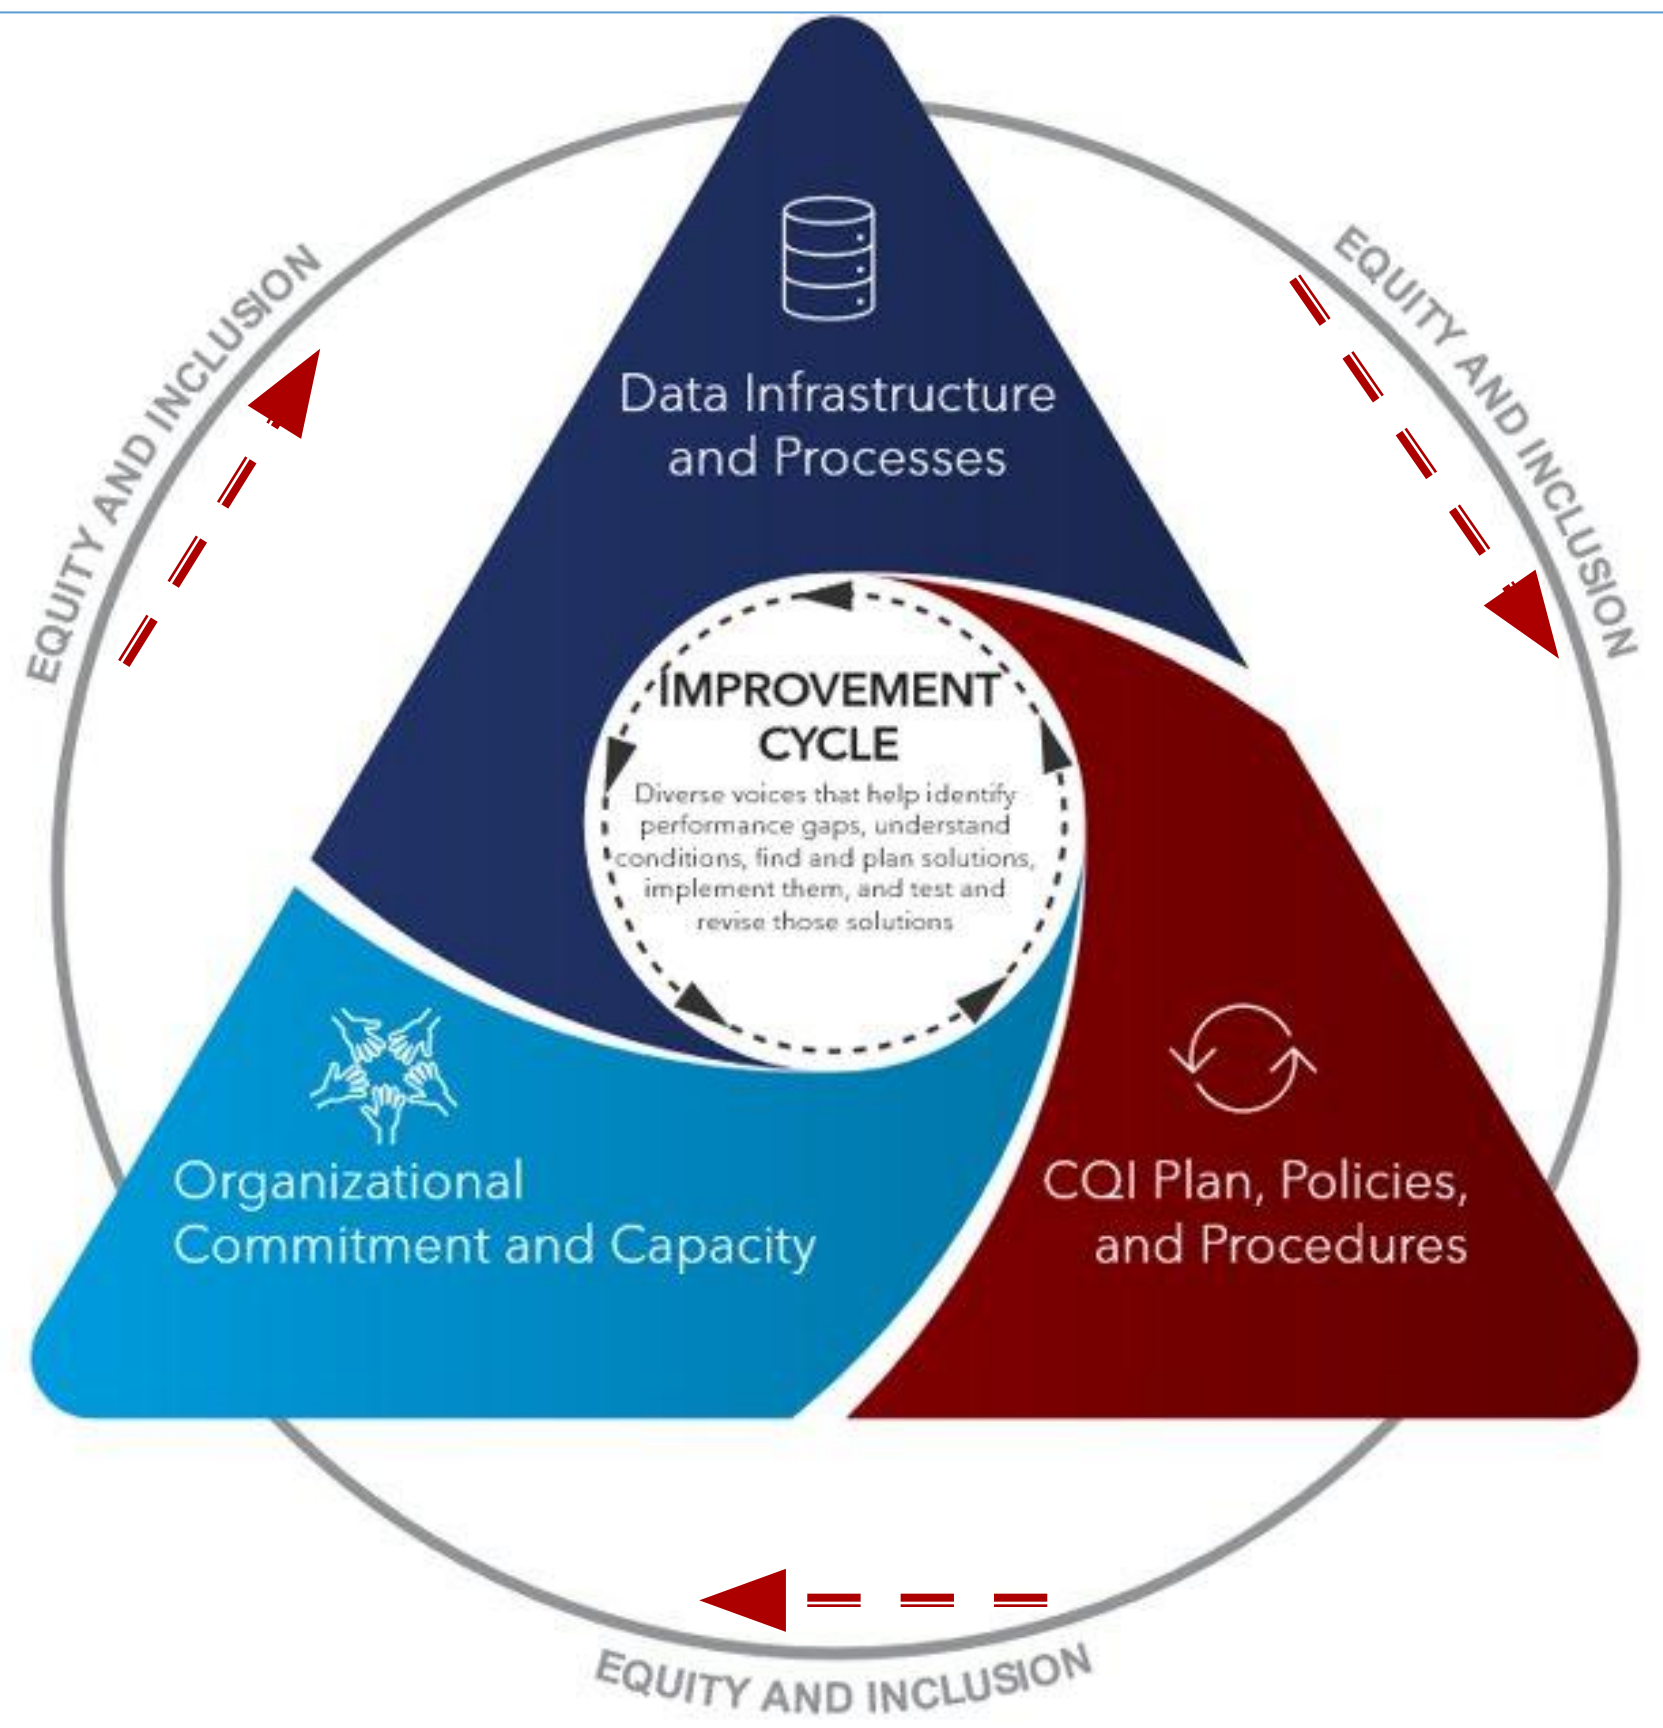 EQUITY AND INCLUSION
EQUITY AND INCLUSION
Data Infrastructure
and Processes
IMPROVEMENT
CYCLE
Diverse voices that help identify
performance gaps, understand
conditions, find and plan solutions,
implement them, and test and
revise those solutions
Organizational
Commitment and Capacity
CQI Plan, Policies,
and Procedures
EQUITY AND INCLUSION